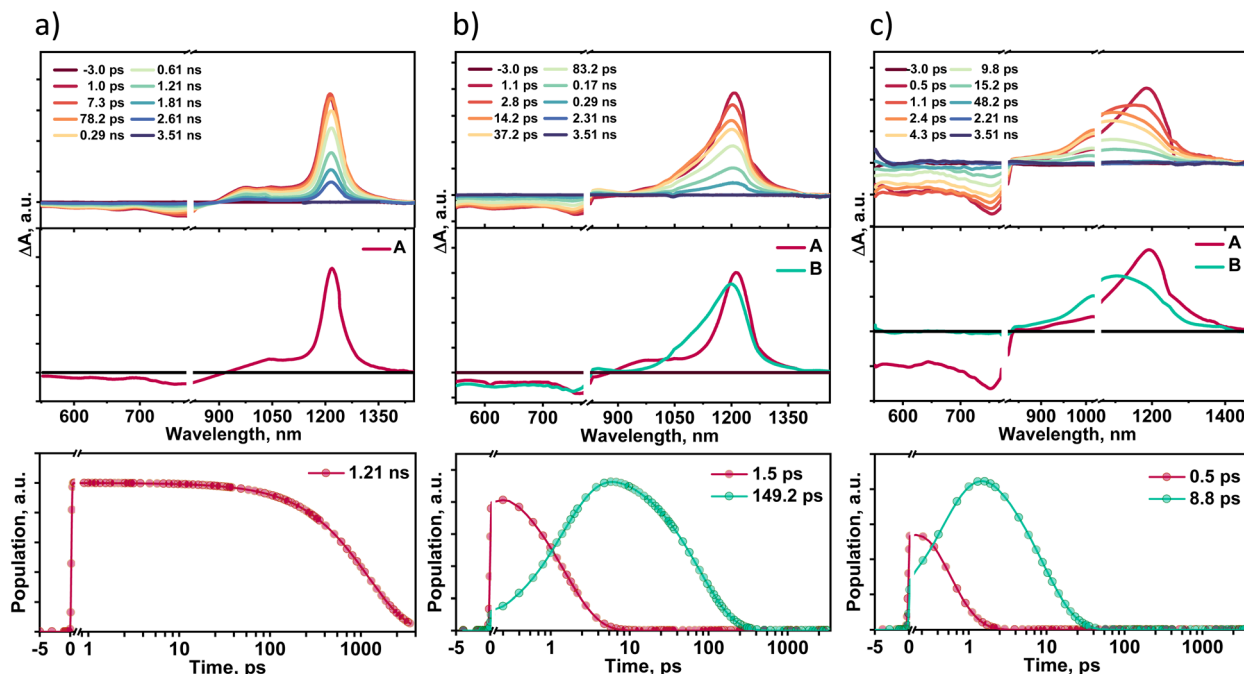 a)
-3.0 ps 0.61 ns
1.0 ps 1.21 ns
7.3 ps 1.81 ns
78.2 ps 2.61 ns
0.29 ns 3.51 ns
ΔA, a.u.
A
550 700 900 1050 1200 1350
Wavelength, nm
1.21 ns
Population, a.u.
-5 0 1 10 100 1000
Time, ps
b)
-3.0 ps 83.2 ps
1.1 ps 0.17 ns
2.8 ps 0.29 ns
14.2 ps 2.31 ns
37.2 ps 3.51 ns
ΔA, a.u.
A
B
550 700 900 1050 1200 1350
Wavelength, nm
1.5 ps
149.2 ps
Population, a.u.
-5 0 1 10 100 1000
Time, ps
c)
-3.0 ps 9.8 ps
0.5 ps 15.2 ps
1.1 ps 48.2 ps
2.4 ps 2.21 ns
4.3 ps 3.51 ns
ΔA, a.u.
A
B
600 700 900 1000 1200 1400
Wavelength, nm
0.5 ps
8.8 ps
Population, a.u.
-5 0 1 10 100 1000
Time, ps